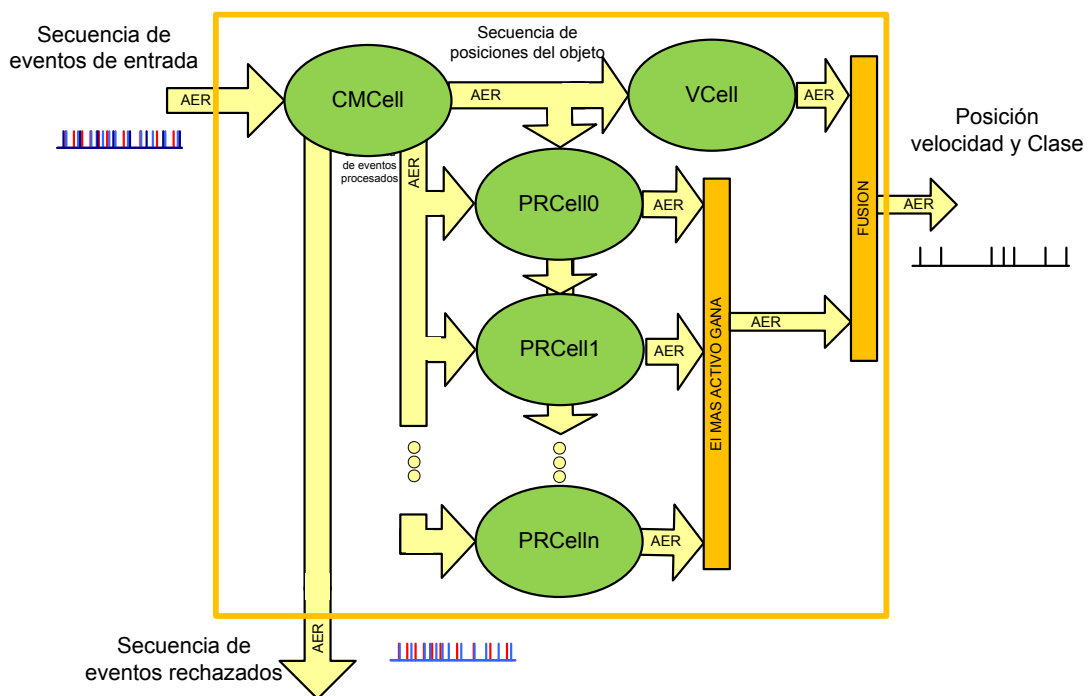 Secuencia de
eventos de entrada
Secuencia de
posiciones del objeto
AER
CMCell
AER
VCell
AER
Posición
velocidad y Clase
de eventos
procesados
AER
PRCell0
AER
FUSION
AER
PRCell1
AER
El MAS ACTIVO GANA
AER
PRCelln
AER
AER
Secuencia de
eventos rechazados